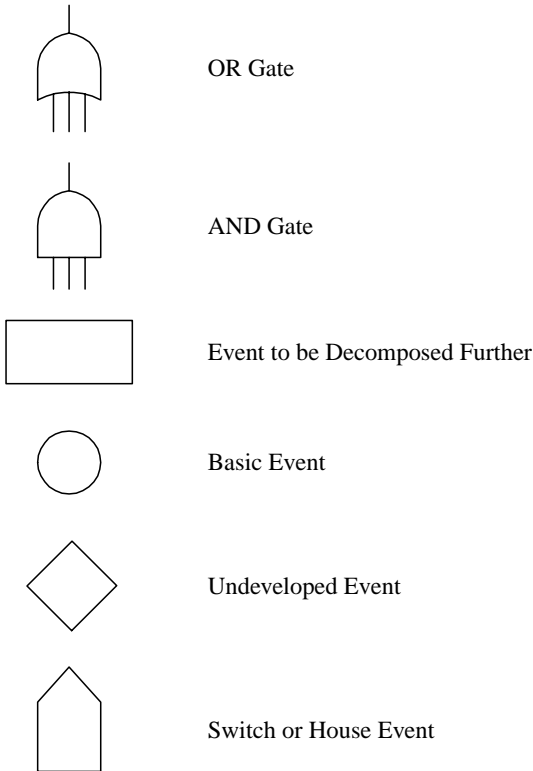 OR Gate
AND Gate
Event to be Decomposed Further
Basic Event
Undeveloped Event
Switch or House Event